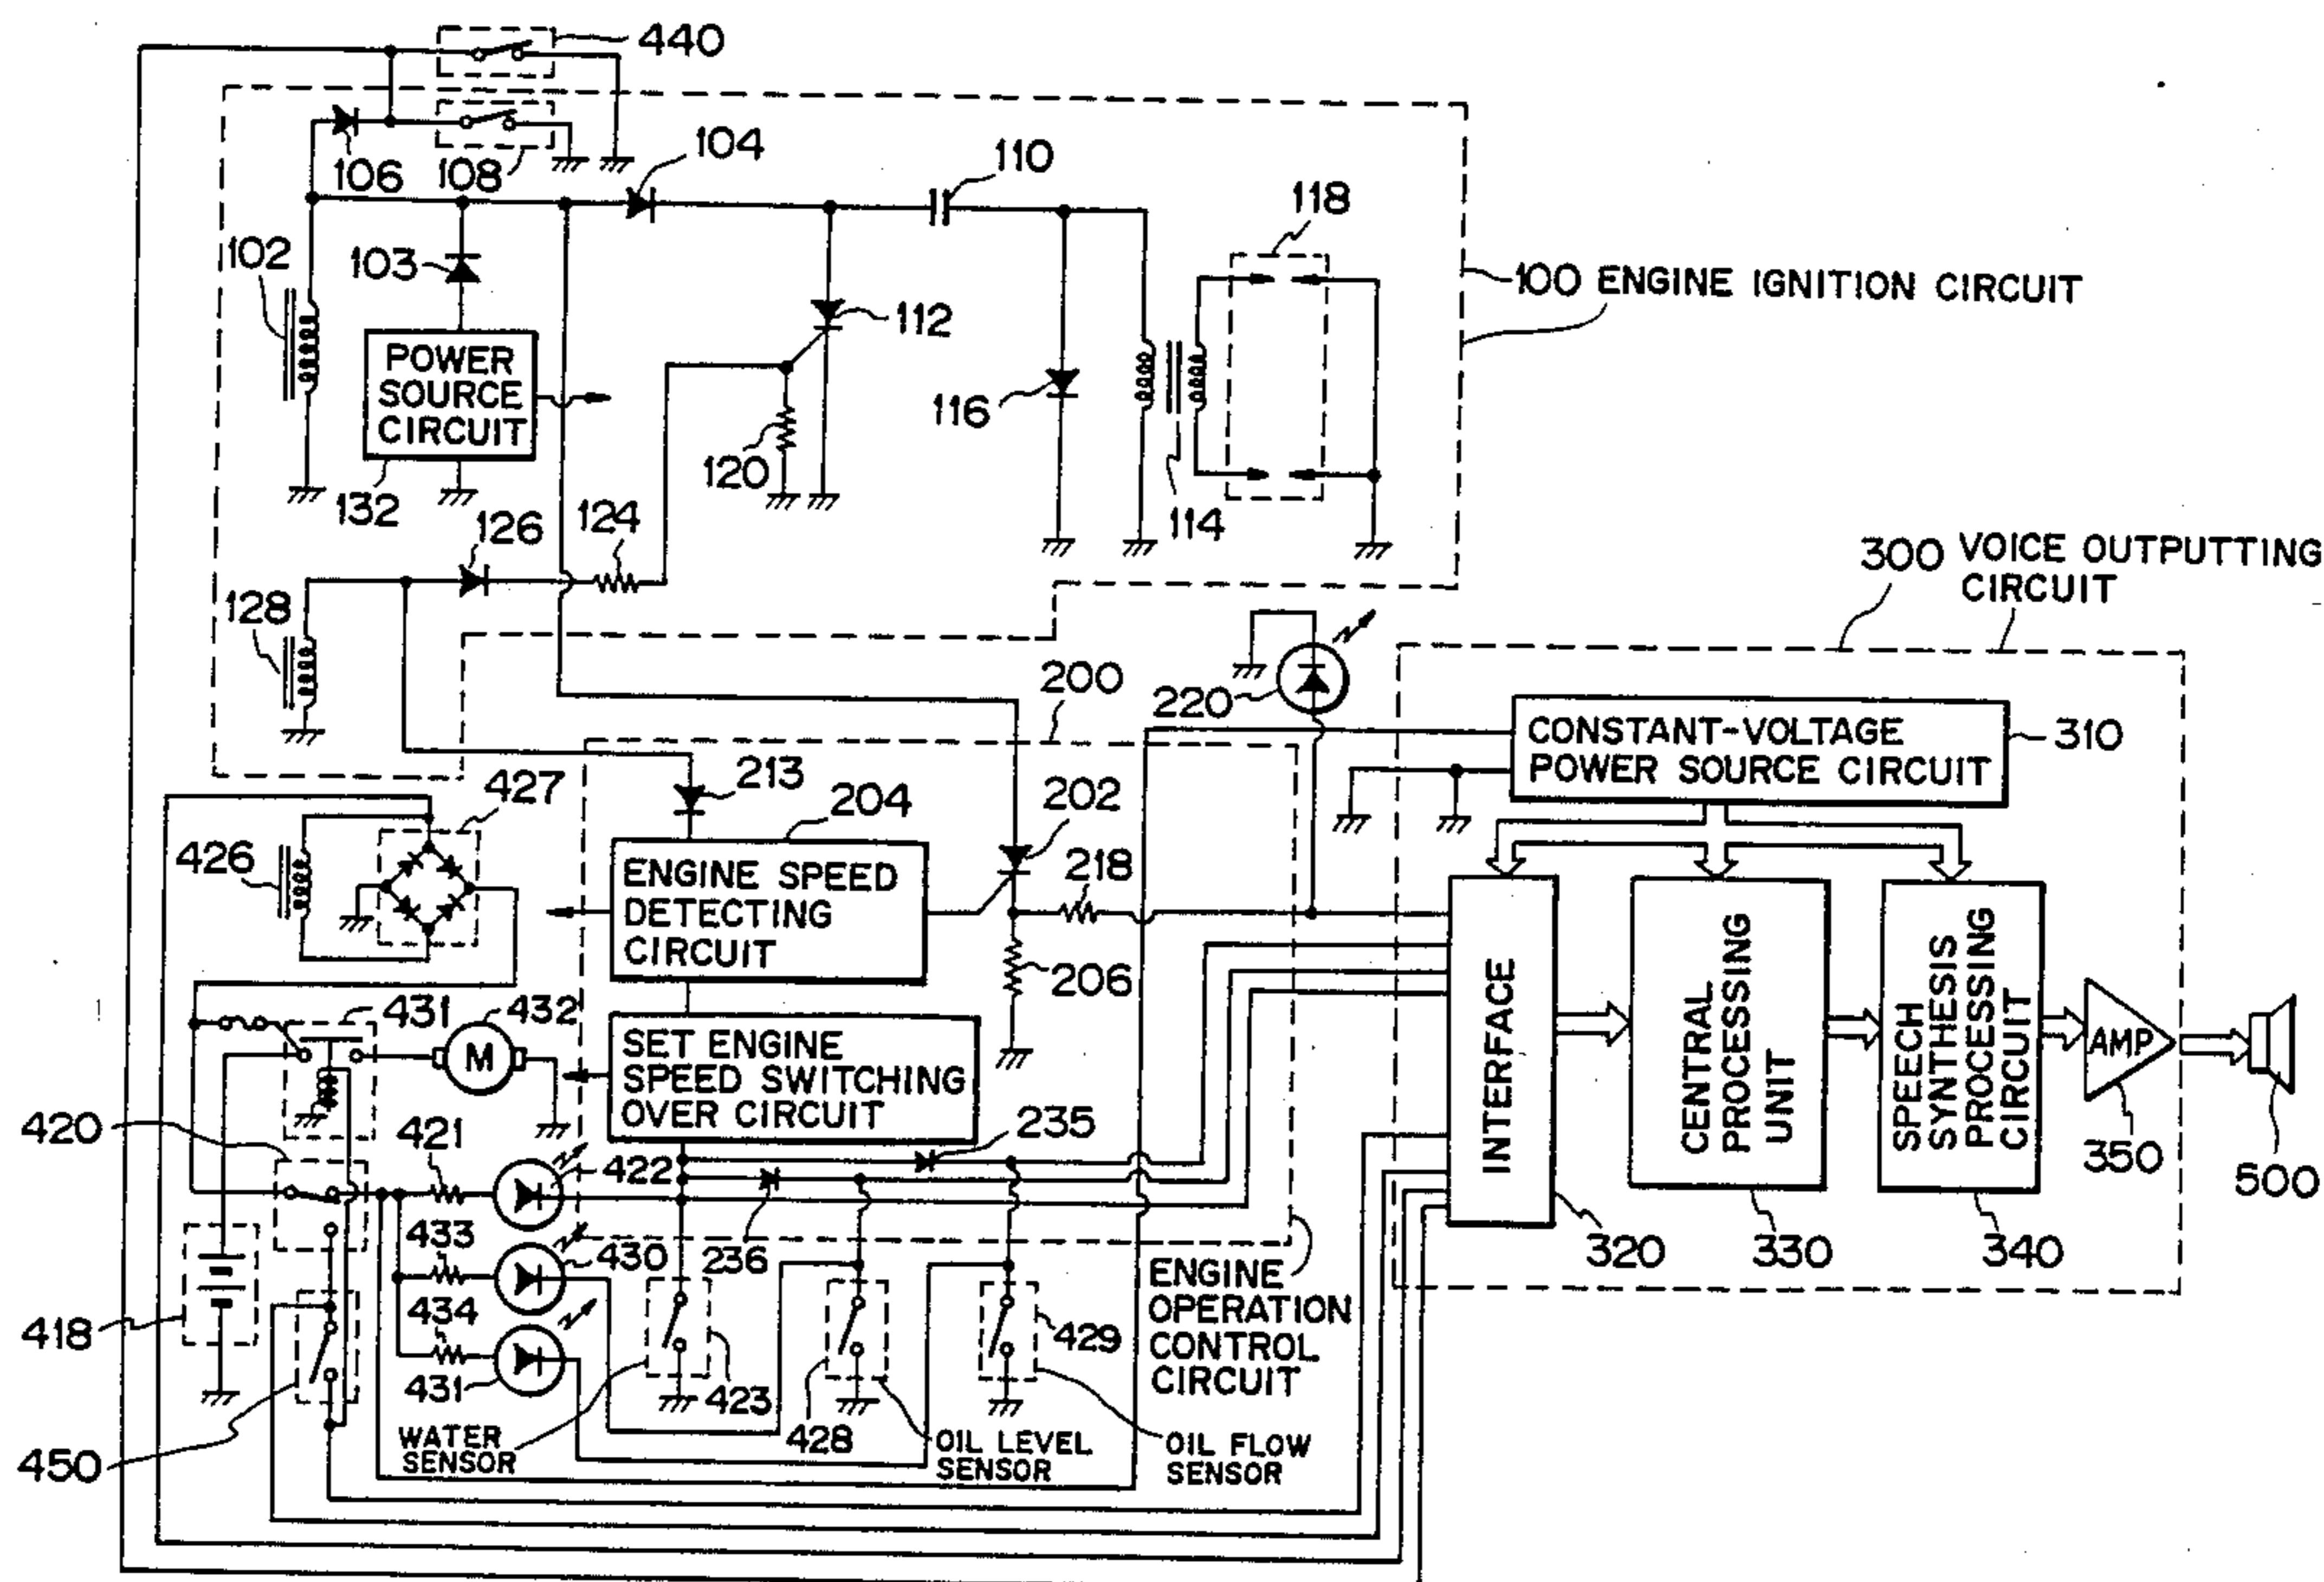 440
106
108
104
110
118
102
103
112
100 ENGINE IGNITION CIRCUIT
POWER
SOURCE
CIRCUIT
116
120
132
126
124
114
300 VOICE OUTPUTTING
CIRCUIT
128
200
220
CONSTANT-VOLTAGE
POWER SOURCE CIRCUIT
310
427
213
204
202
426
218
ENGINE SPEED
DETECTING
CIRCUIT
206
431
432
M
SET ENGINE
SPEED SWITCHING
OVER CIRCUIT
INTERFACE
CENTRAL
PROCESSING
UNIT
SPEECH
SYNTHESIS
PROCESSING
CIRCUIT
AMP
420
421
422
235
350
500
433
430
236
320
330
340
ENGINE
OPERATION
CONTROL
CIRCUIT
418
434
431
423
428
429
450
WATER
SENSOR
OIL LEVEL
SENSOR
OIL FLOW
SENSOR